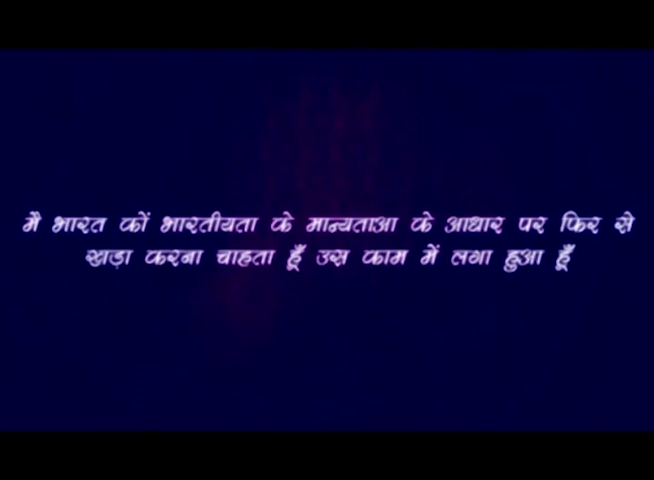 मै भारत कों भारतीयता के मान्यताआ के आधार पर फिर से
खड़ा करना चाहता हूँ उस काम में लगा हुआ हूँ